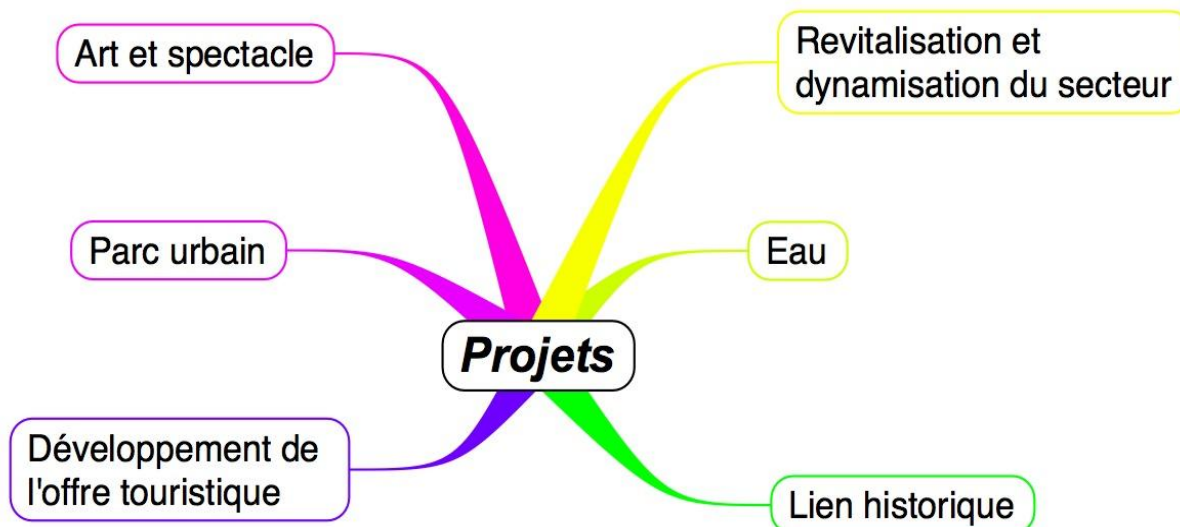 Art et spectacle
Revitalisation et
dynamisation du secteur
Parc urbain
Eau
Projets
Développement de
l'offre touristique
Lien historique